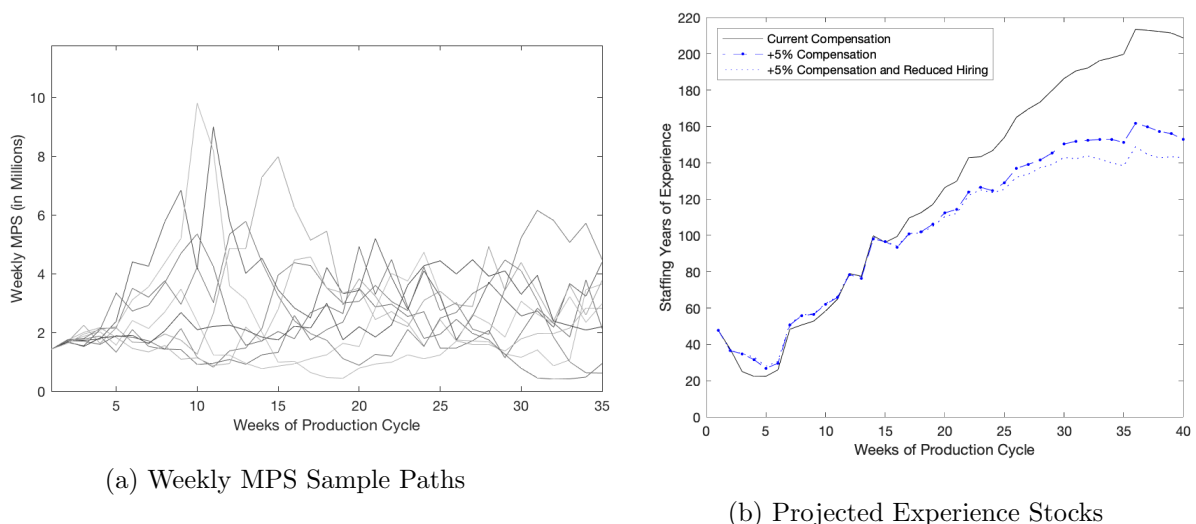 Weekly MPS (in Millions)
10
8
6
4
2
0
5 10 15 20 25 30 35
Weeks of Production Cycle
(a) Weekly MPS Sample Paths
Staffing Years of Experience
220
200
180
160
140
120
100
80
60
40
20
0
Current Compensation
+5% Compensation
+5% Compensation and Reduced Hiring
0 5 10 15 20 25 30 35 40
Weeks of Production Cycle
(b) Projected Experience Stocks